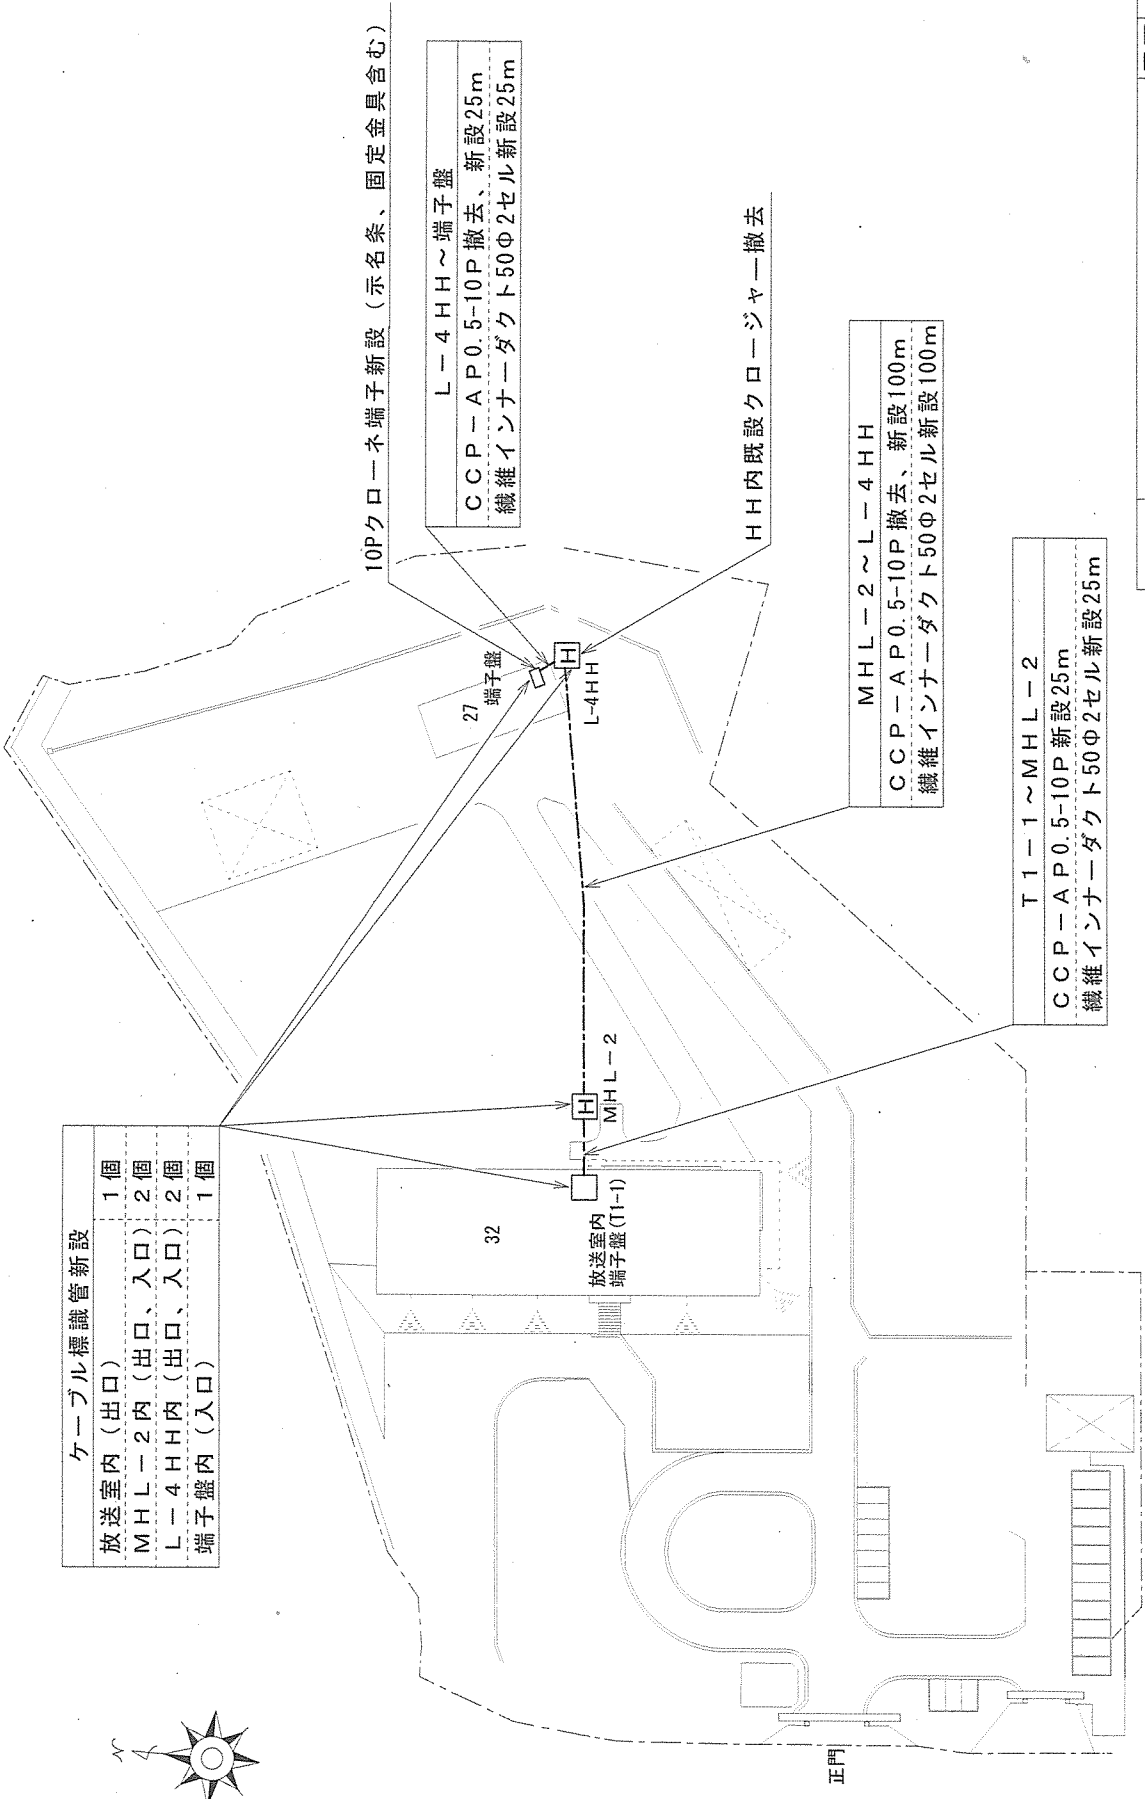 ケーブル標識管新設
放送室内（出口） 1個
MHL－2内（出口、入口） 2個
L－4HH内（出口、入口） 2個
端子盤内（入口） 1個
10Pクローネ端子新設（示名条、固定金具含む）
L－4HH～端子盤
CCP－AP0.5-10P撤去、新設25m
繊維インナーダクト50Φ2セル新設25m
27
端子盤
H
L-4HH
HH内既設クロージャー撤去
MHL－2～L－4HH
CCP－AP0.5-10P撤去、新設100m
繊維インナーダクト50Φ2セル新設100m
32
H
MHL－2
放送室内
端子盤(T1-1)
T1－1～MHL－2
CCP－AP0.5-10P新設25m
繊維インナーダクト50Φ2セル新設25m
正門